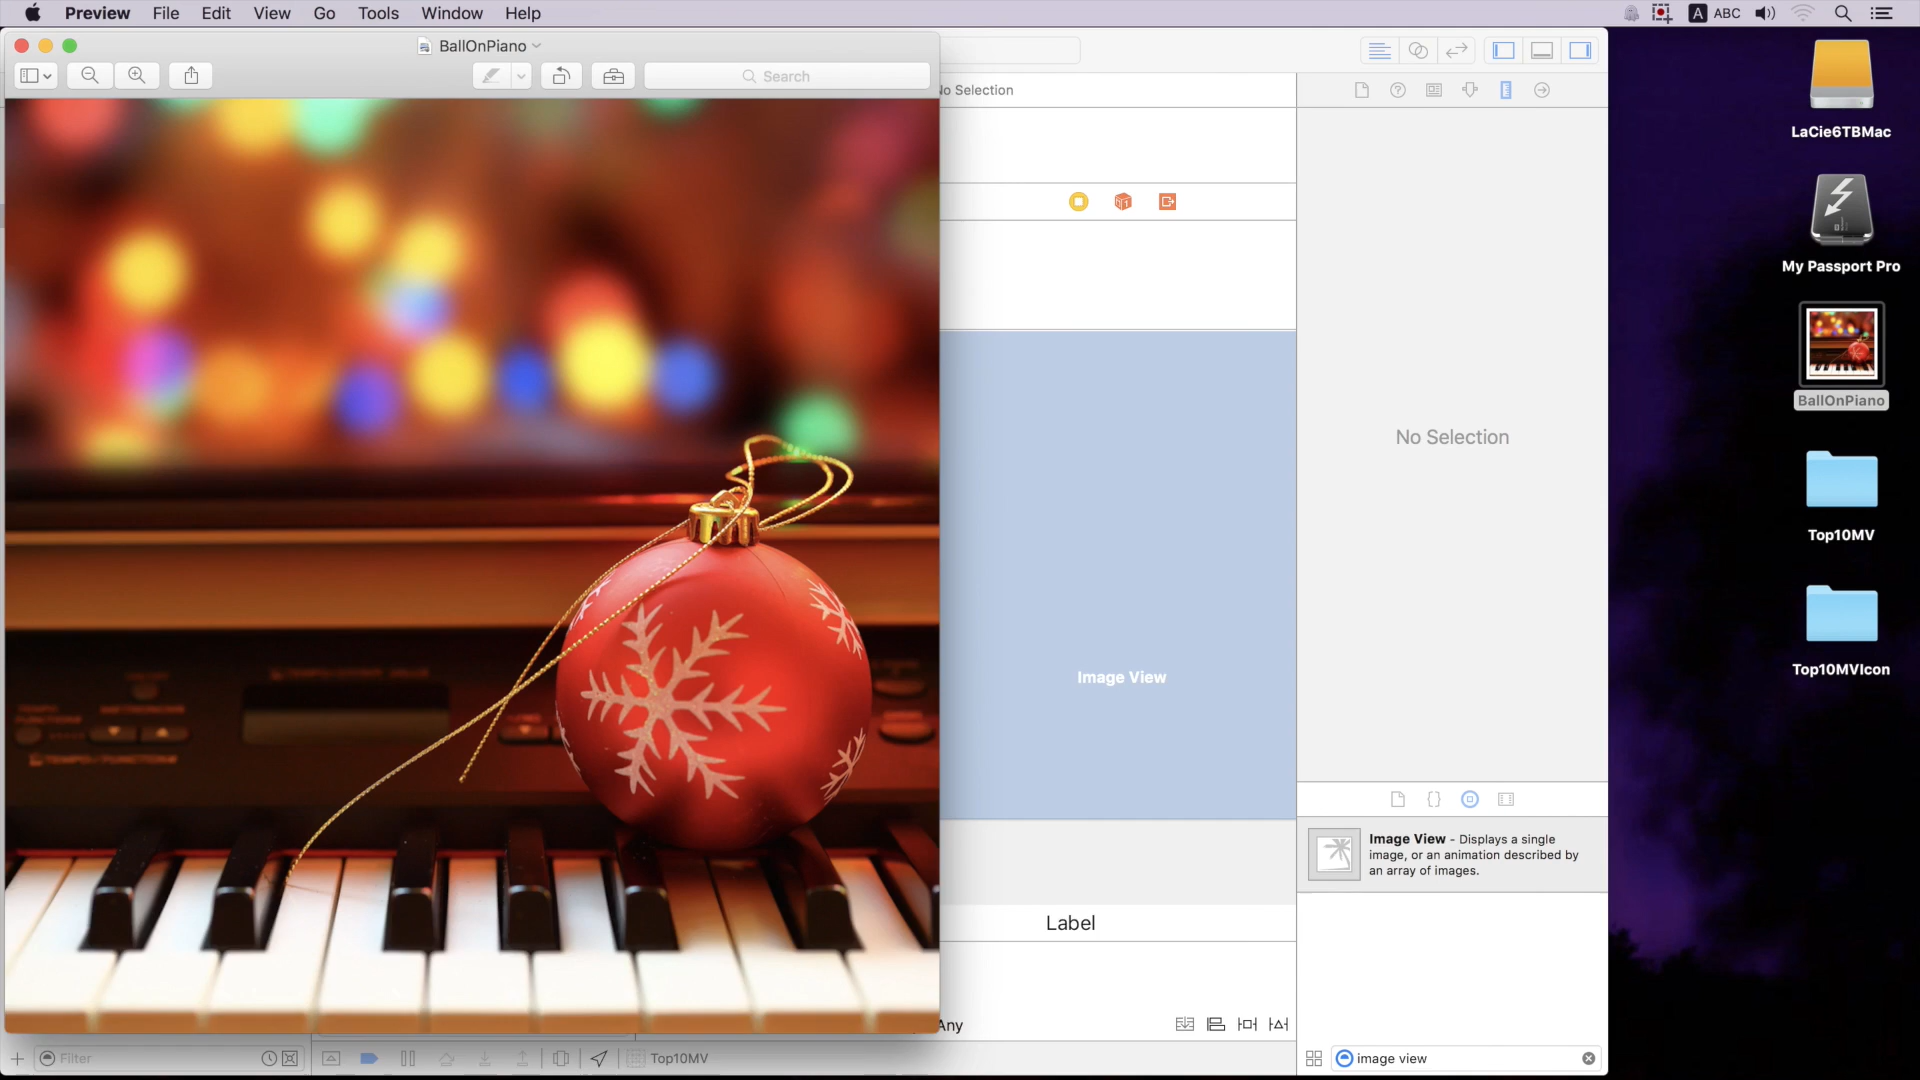 Preview File Edit View Go Tools Window Help
A ABC
BallOnPiano
Search
No Selection
LaCie6TBMac
My Passport Pro
BallOnPiano
No Selection
Top10MV
Image View
Top10MVIcon
Image View - Displays a single
image, or an animation described by
an array of images.
Label
Any
Filter
Top10MV
image view